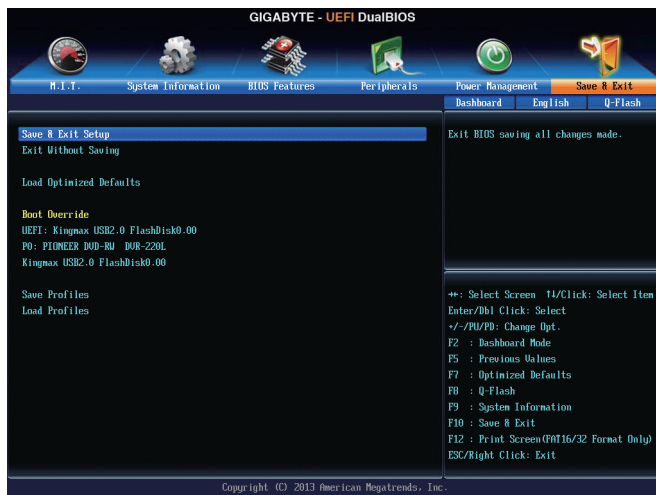 GIGABYTE - UEFI DualBIOS
M.I.T. System Information BIOS Features Peripherals Power Management Save & Exit
Dashboard English Q-Flash
Save & Exit Setup
Exit Without Saving
Load Optimized Defaults
Boot Override
UEFI: Kingmax USB2.0 FlashDisk0.00
P0: PIONEER DVD-RW DVR-220L
Kingmax USB2.0 FlashDisk0.00
Save Profiles
Load Profiles
Exit BIOS saving all changes made.
→←: Select Screen ↑↓/Click: Select Item
Enter/Dbl Click: Select
+/-/PU/PD: Change Opt.
F2 : Dashboard Mode
F5 : Previous Values
F7 : Optimized Defaults
F8 : Q-Flash
F9 : System Information
F10 : Save & Exit
F12 : Print Screen(FAT16/32 Format Only)
ESC/Right Click: Exit
Copyright (C) 2013 American Megatrends, Inc.